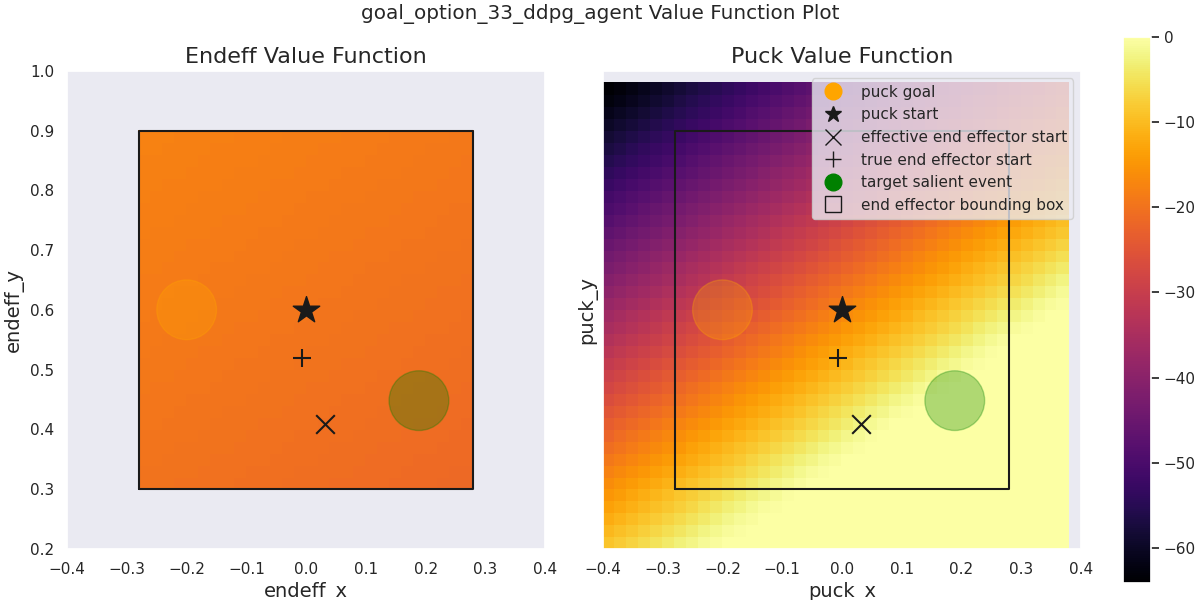 goal_option_33_ddpg_agent Value Function Plot
Endeff Value Function
1.0
0.9
0.8
0.7
0.6
0.5
0.4
0.3
0.2
endeff_y
−0.4 −0.3 −0.2 −0.1 0.0 0.1 0.2 0.3 0.4
endeff_x
Puck Value Function
puck goal
puck start
effective end effector start
true end effector start
target salient event
end effector bounding box
puck_y
−0.4 −0.3 −0.2 −0.1 0.0 0.1 0.2 0.3 0.4
puck_x
0
−10
−20
−30
−40
−50
−60